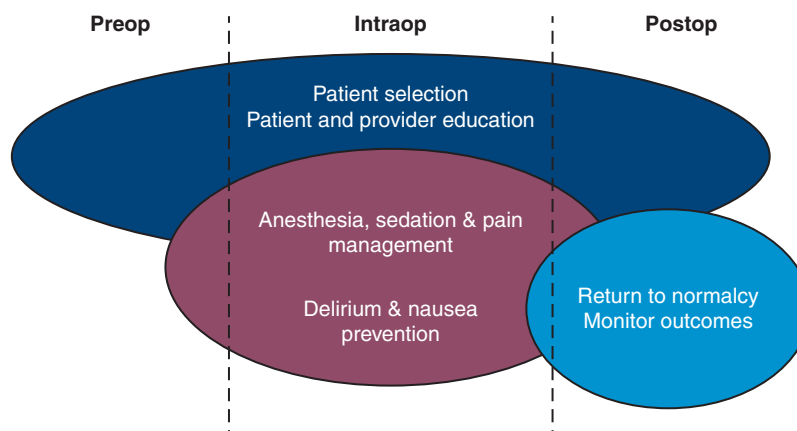 Preop
Intraop
Postop
Patient selection
Patient and provider education
Anesthesia, sedation & pain
management
Delirium & nausea
prevention
Return to normalcy
Monitor outcomes